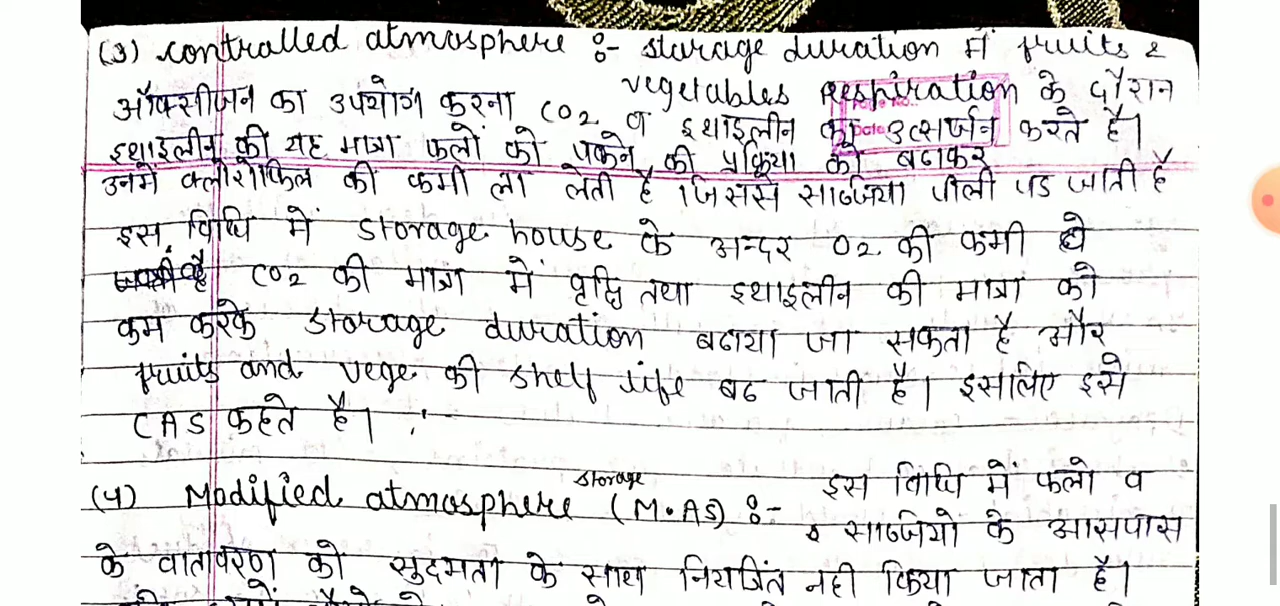 (3) controlled atmosphere :- storage duration में fruits &
vegetables respiration के दौरान
ऑक्सीजन का उपयोग करना CO2 व इथाइलीन का उत्सर्जन करते है।
इथाइलीन की यह मात्रा फलों को पकने की प्रक्रिया को बढाकर
उनमें क्लोरोफिल की कमी ला लेती है जिससे साब्जिया पीली पड जाती है
इस विधि में storage house के अन्दर O2 की कमी
CO2 की मात्रा में वृद्धि तथा इथाइलीन की मात्रा को
कम करके storage duration बढाया जा सकता है और
fruits and vege की shelf life बढ जाती है। इसलिए इसे
CAS कहते है।
(4) Modified atmosphere storage (M.AS) :- इस विधि में फलो व
साब्जियो के आसपास
के वातावरण को सुदमता के साथ नियत्रिंत नही किया जाता है।